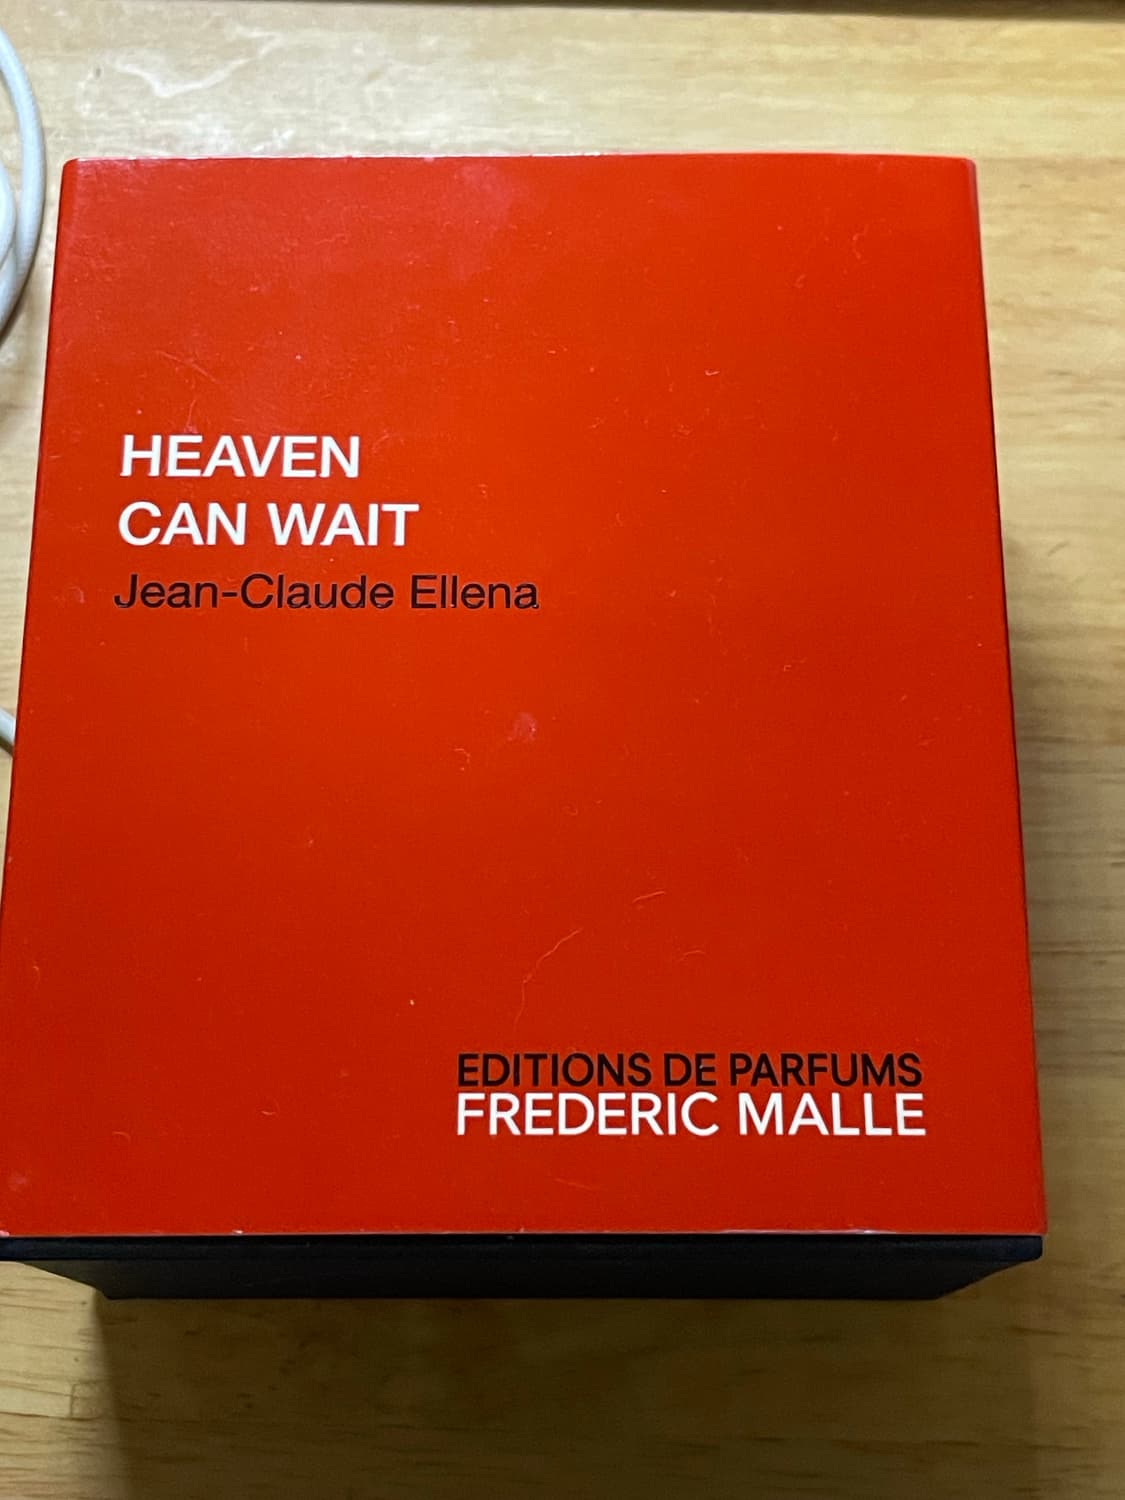 HEAVEN
CAN WAIT
Jean-Claude Ellena
EDITIONS DE PARFUMS
FREDERIC MALLE